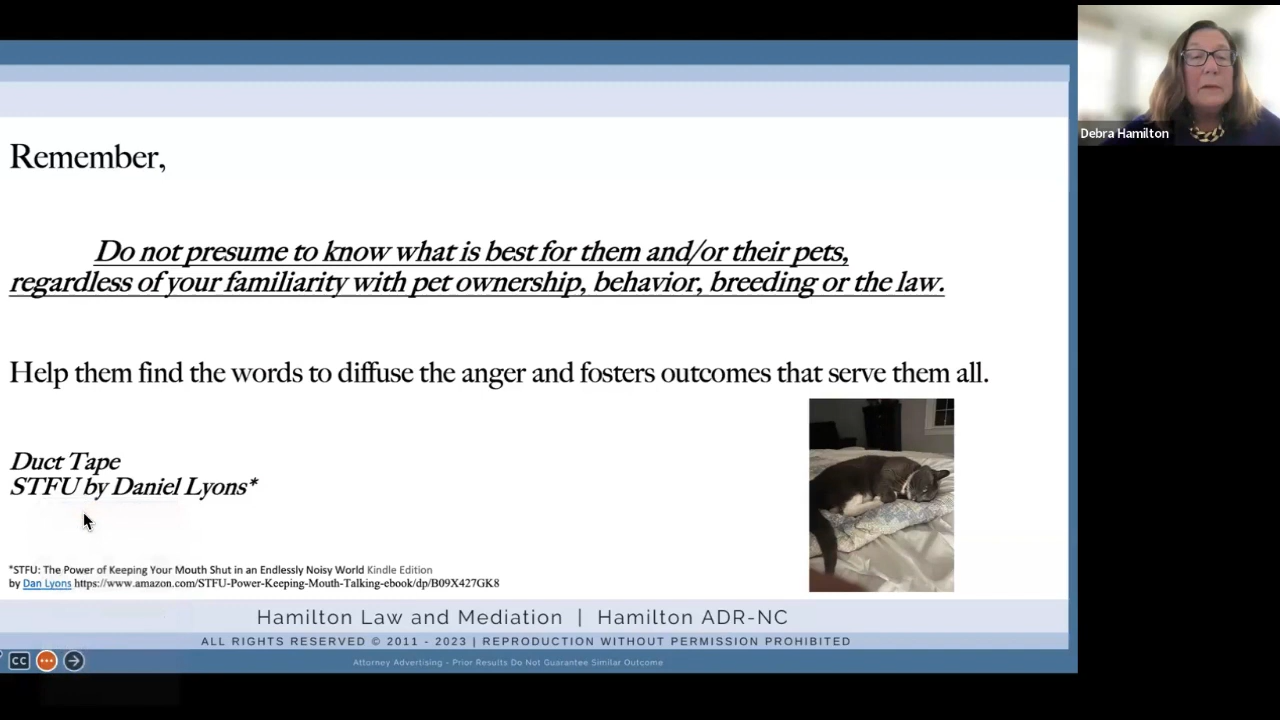 Remember,
Do not presume to know what is best for them and/or their pets,
regardless of your familiarity with pet ownership, behavior, breeding or the law.
Help them find the words to diffuse the anger and fosters outcomes that serve them all.
Duct Tape
STFU by Daniel Lyons*
*STFU: The Power of Keeping Your Mouth Shut in an Endlessly Noisy World Kindle Edition
by Dan Lyons https://www.amazon.com/STFU-Power-Keeping-Mouth-Talking-ebook/dp/B09X427GK8
Hamilton Law and Mediation | Hamilton ADR-NC
ALL RIGHTS RESERVED © 2011 - 2023 | REPRODUCTION WITHOUT PERMISSION PROHIBITED
Attorney Advertising - Prior Results Do Not Guarantee Similar Outcome
CC
Debra Hamilton